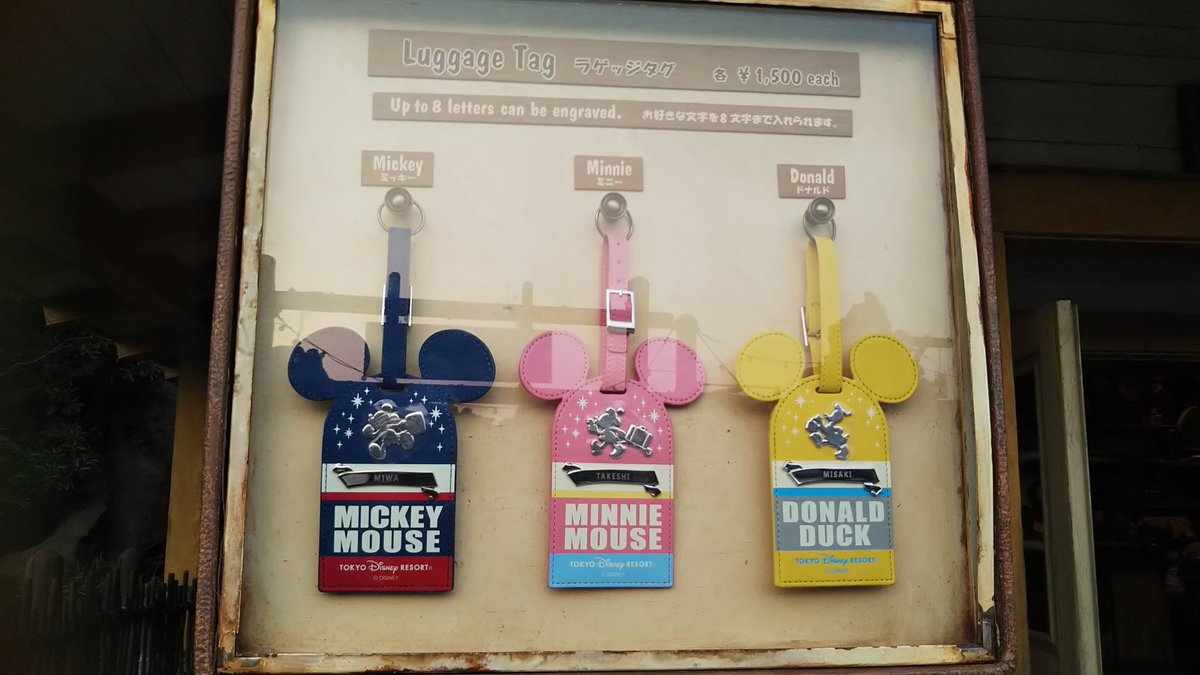 Luggage Tag ラゲッジタグ 各 ¥1,500 each
Up to 8 letters can be engraved. お好きな文字を8文字まで入れられます。
Mickey
ミッキー
Minnie
ミニー
Donald
ドナルド
MIWA
MICKEY
MOUSE
TOKYO Disney RESORT®
©DISNEY
TAKESHI
MINNIE
MOUSE
TOKYO Disney RESORT®
©DISNEY
MISAKI
DONALD
DUCK
TOKYO Disney RESORT®
©DISNEY